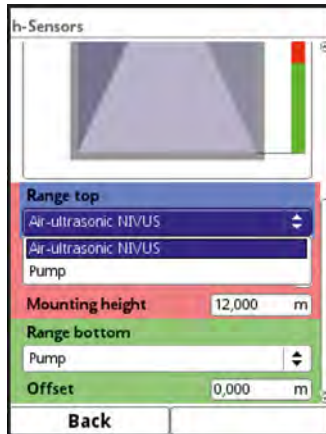 h-Sensors
Range top
Air-ultrasonic NIVUS
Air-ultrasonic NIVUS
Pump
Mounting height 12,000 m
Range bottom
Pump
Offset 0,000 m
Back